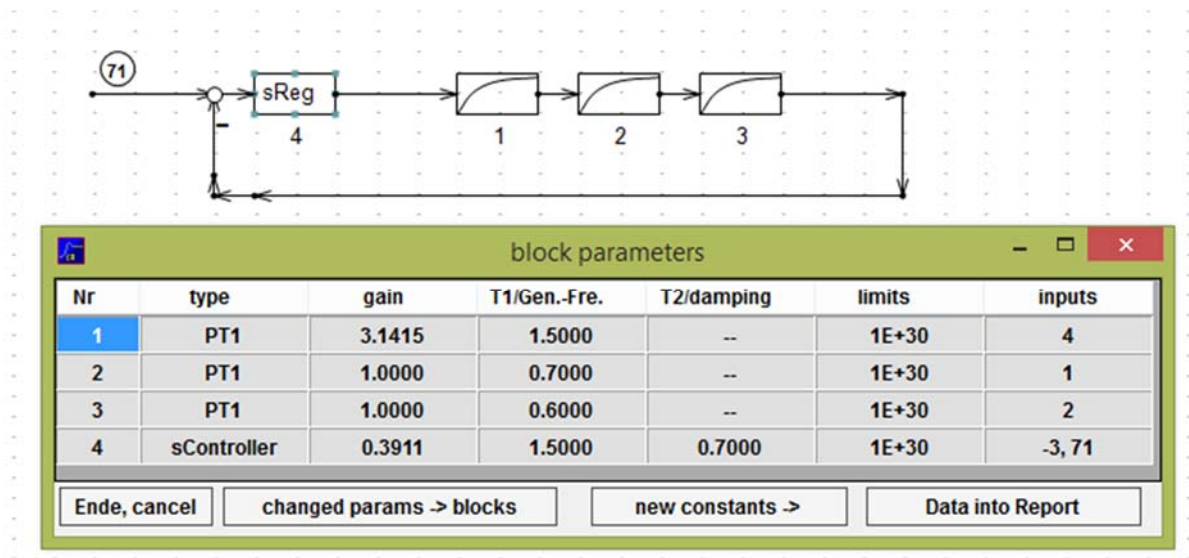 71
sReg
4 1 2 3
block parameters
Nr type gain T1/Gen.-Fre. T2/damping limits inputs
1 PT1 3.1415 1.5000 -- 1E+30 4
2 PT1 1.0000 0.7000 -- 1E+30 1
3 PT1 1.0000 0.6000 -- 1E+30 2
4 sController 0.3911 1.5000 0.7000 1E+30 -3, 71
Ende, cancel changed params -> blocks new constants -> Data into Report